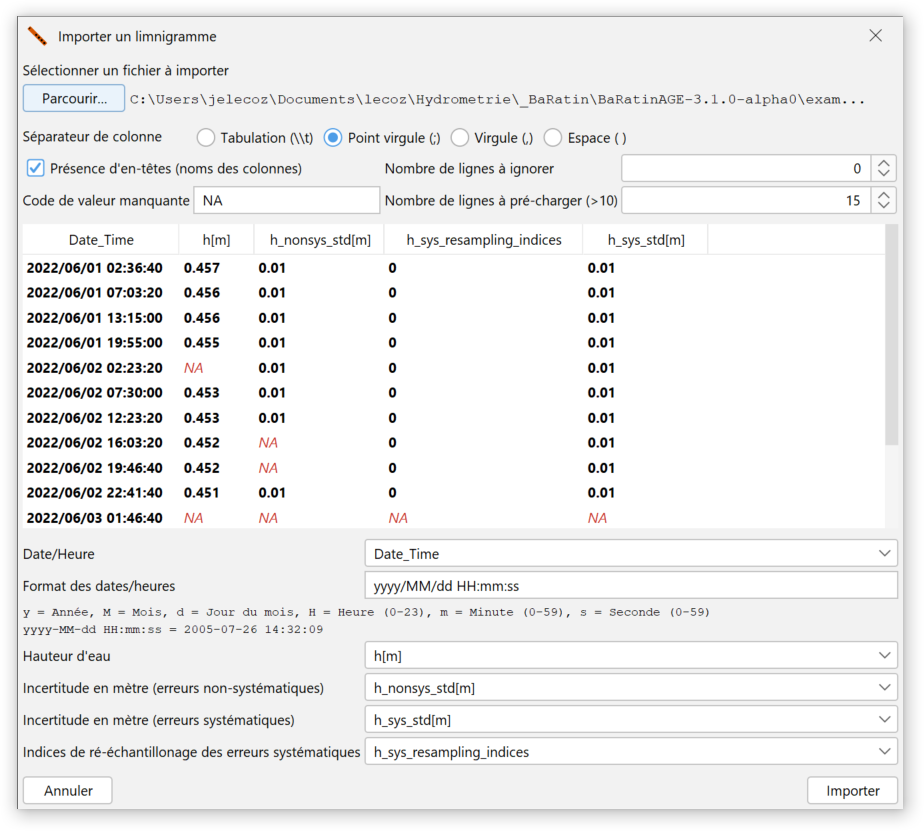 Importer un limnigramme
Sélectionner un fichier à importer
Parcourir... C:\Users\jelecoz\Documents\lecoz\Hydrometrie\_BaRatin\BaRatinAGE-3.1.0-alpha0\exam...
Séparateur de colonne Tabulation (\\t) Point virgule (;) Virgule (,) Espace ( )
Présence d'en-têtes (noms des colonnes) Nombre de lignes à ignorer 0
Code de valeur manquante NA Nombre de lignes à pré-charger (>10) 15
Date_Time h[m] h_nonsys_std[m] h_sys_resampling_indices h_sys_std[m]
2022/06/01 02:36:40 0.457 0.01 0 0.01
2022/06/01 07:03:20 0.456 0.01 0 0.01
2022/06/01 13:15:00 0.456 0.01 0 0.01
2022/06/01 19:55:00 0.455 0.01 0 0.01
2022/06/02 02:23:20 NA 0.01 0 0.01
2022/06/02 07:30:00 0.453 0.01 0 0.01
2022/06/02 12:23:20 0.453 0.01 0 0.01
2022/06/02 16:03:20 0.452 NA 0 0.01
2022/06/02 19:46:40 0.452 NA 0 0.01
2022/06/02 22:41:40 0.451 0.01 0 0.01
2022/06/03 01:46:40 NA NA NA NA
Date/Heure Date_Time
Format des dates/heures yyyy/MM/dd HH:mm:ss
y = Année, M = Mois, d = Jour du mois, H = Heure (0-23), m = Minute (0-59), s = Seconde (0-59)
yyyy-MM-dd HH:mm:ss = 2005-07-26 14:32:09
Hauteur d'eau h[m]
Incertitude en mètre (erreurs non-systématiques) h_nonsys_std[m]
Incertitude en mètre (erreurs systématiques) h_sys_std[m]
Indices de ré-échantillonage des erreurs systématiques h_sys_resampling_indices
Annuler Importer